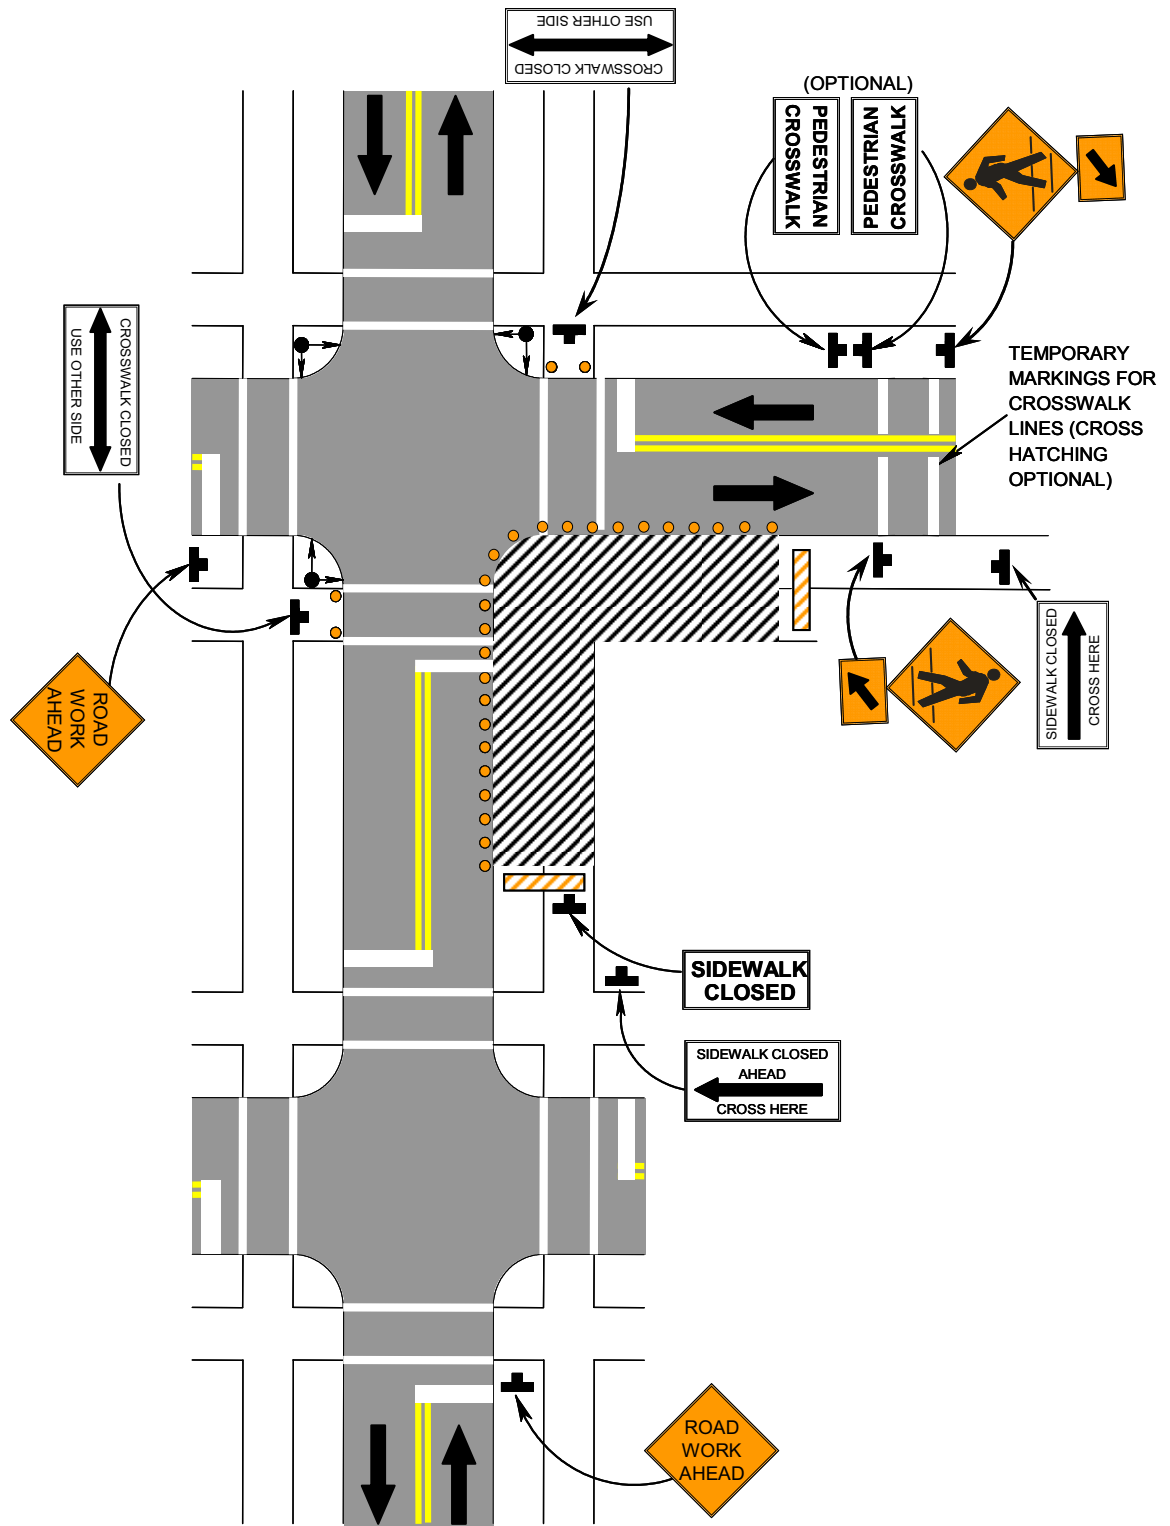 CROSSWALK CLOSED
USE OTHER SIDE
(OPTIONAL)
PEDESTRIAN
CROSSWALK
PEDESTRIAN
CROSSWALK
CROSSWALK CLOSED
USE OTHER SIDE
TEMPORARY
MARKINGS FOR
CROSSWALK
LINES (CROSS
HATCHING
OPTIONAL)
ROAD
WORK
AHEAD
SIDEWALK CLOSED
CROSS HERE
SIDEWALK
CLOSED
SIDEWALK CLOSED
AHEAD
CROSS HERE
ROAD
WORK
AHEAD